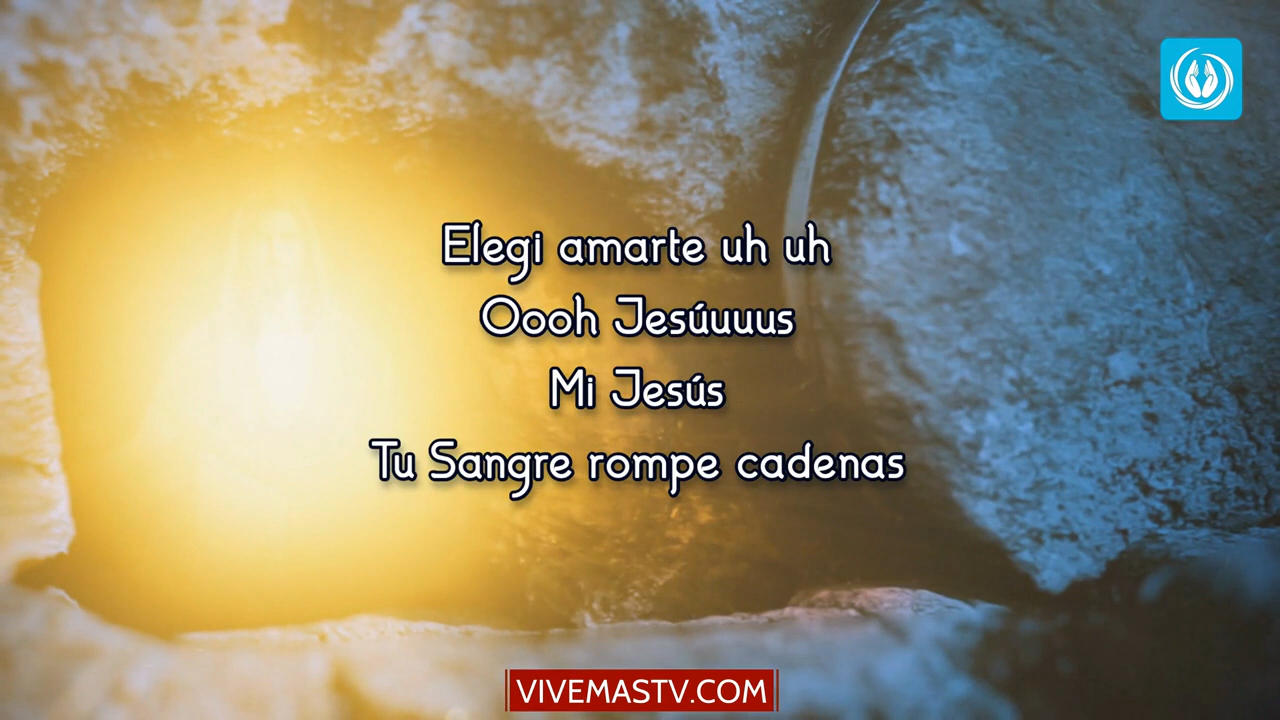 Elegi amarte uh uh
Oooh Jesúuuus
Mi Jesús
Tu Sangre rompe cadenas
VIVEMASTV.COM